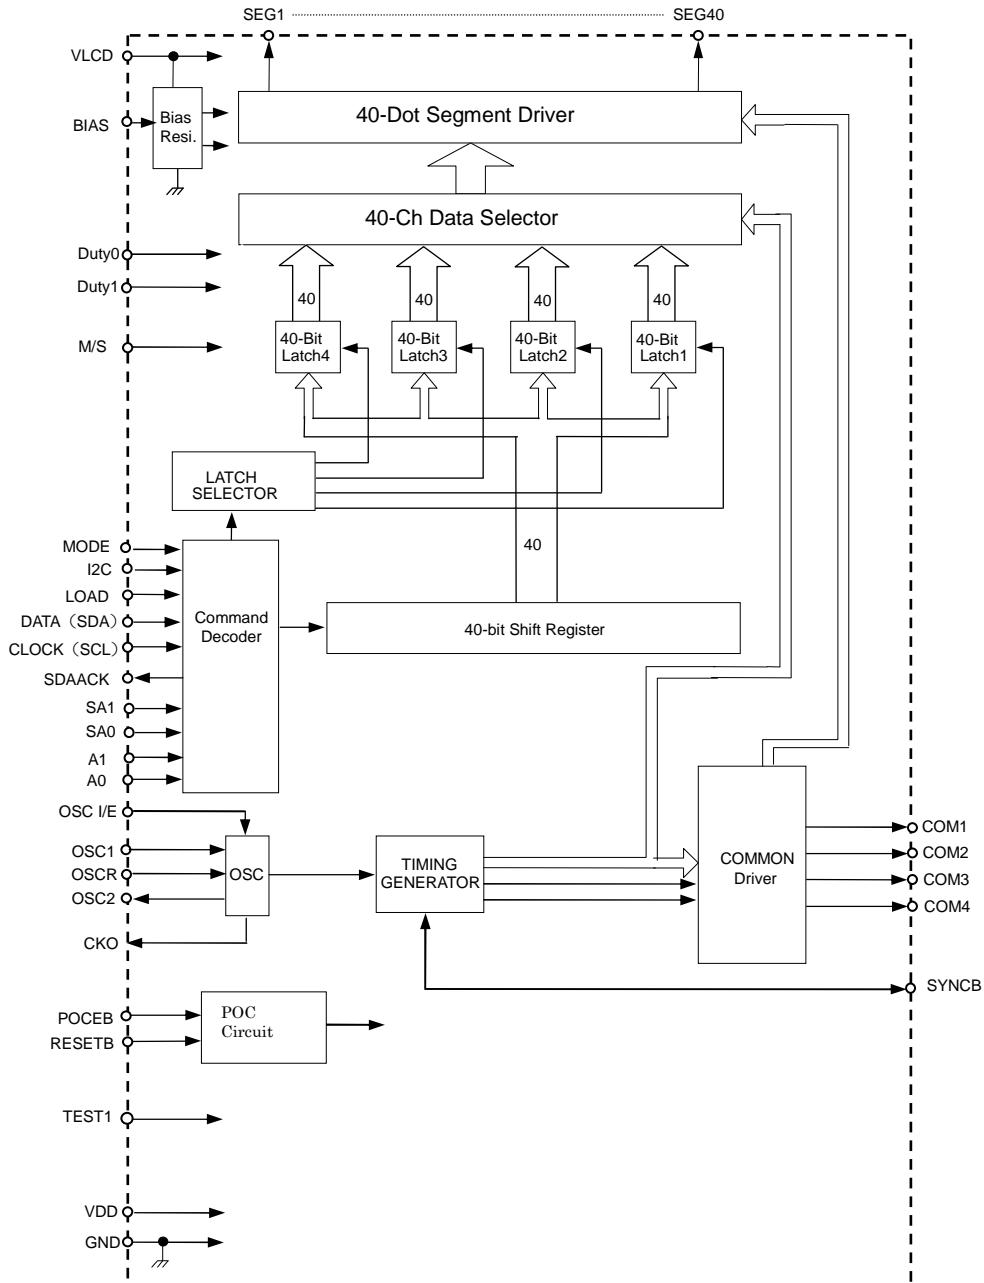 SEG1
SEG40
VLCD
BIAS
Bias
Resi.
40-Dot Segment Driver
40-Ch Data Selector
Duty0
Duty1
M/S
40
40
40
40
40-Bit
Latch4
40-Bit
Latch3
40-Bit
Latch2
40-Bit
Latch1
LATCH
SELECTOR
40
MODE
I2C
LOAD
DATA（SDA）
CLOCK（SCL）
SDAACK
SA1
SA0
A1
A0
Command
Decoder
40-bit Shift Register
OSC I/E
OSC1
OSCR
OSC2
CKO
OSC
TIMING
GENERATOR
COMMON
Driver
COM1
COM2
COM3
COM4
SYNCB
POCEB
RESETB
POC
Circuit
TEST1
VDD
GND